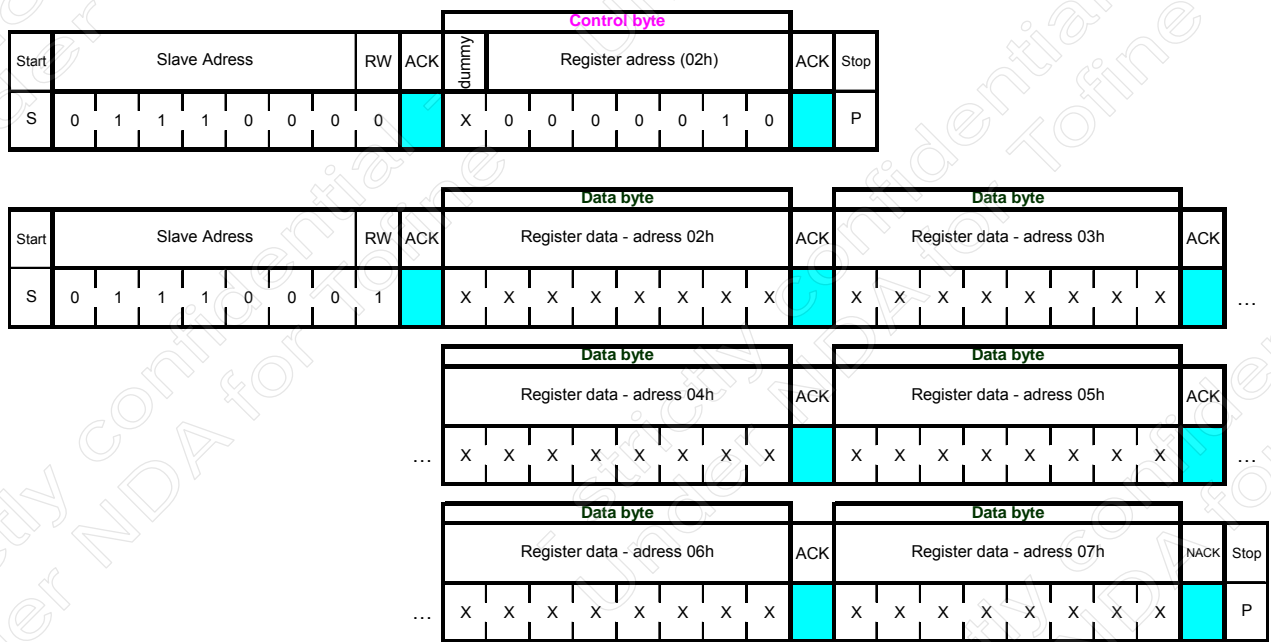 Control byte
Start Slave Adress RW ACK dummy Register adress (02h) ACK Stop
S 0 1 1 1 0 0 0 0 X 0 0 0 0 0 1 0 P
Data byte Data byte
Start Slave Adress RW ACK Register data - adress 02h ACK Register data - adress 03h ACK
S 0 1 1 1 0 0 0 1 X X X X X X X X X X X X X X X X …
Data byte Data byte
Register data - adress 04h ACK Register data - adress 05h ACK
… X X X X X X X X X X X X X X X X …
Data byte Data byte
Register data - adress 06h ACK Register data - adress 07h NACK Stop
… X X X X X X X X X X X X X X X X P